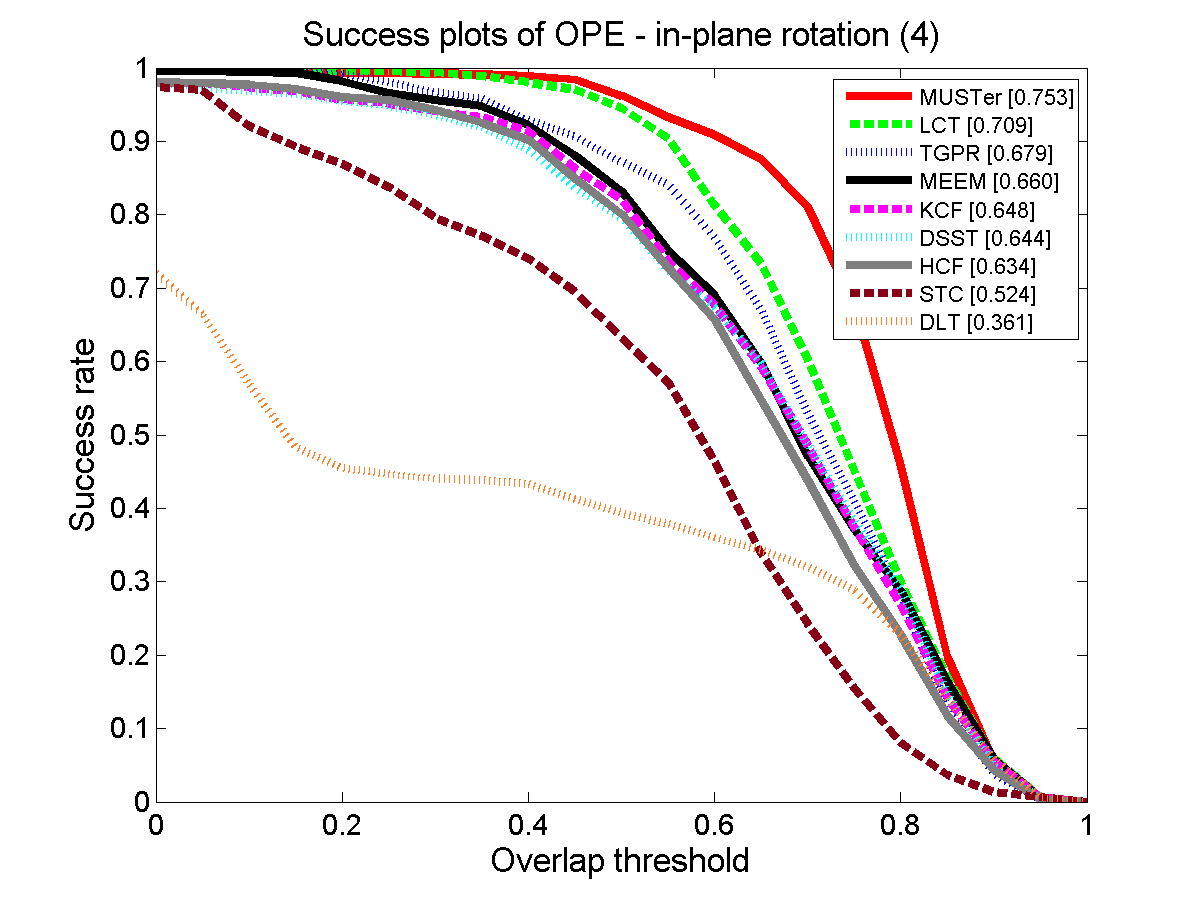 Success plots of OPE - in-plane rotation (4)
MUSTer [0.753]
LCT [0.709]
TGPR [0.679]
MEEM [0.660]
KCF [0.648]
DSST [0.644]
HCF [0.634]
STC [0.524]
DLT [0.361]
Success rate
1
0.9
0.8
0.7
0.6
0.5
0.4
0.3
0.2
0.1
0
0 0.2 0.4 0.6 0.8 1
Overlap threshold